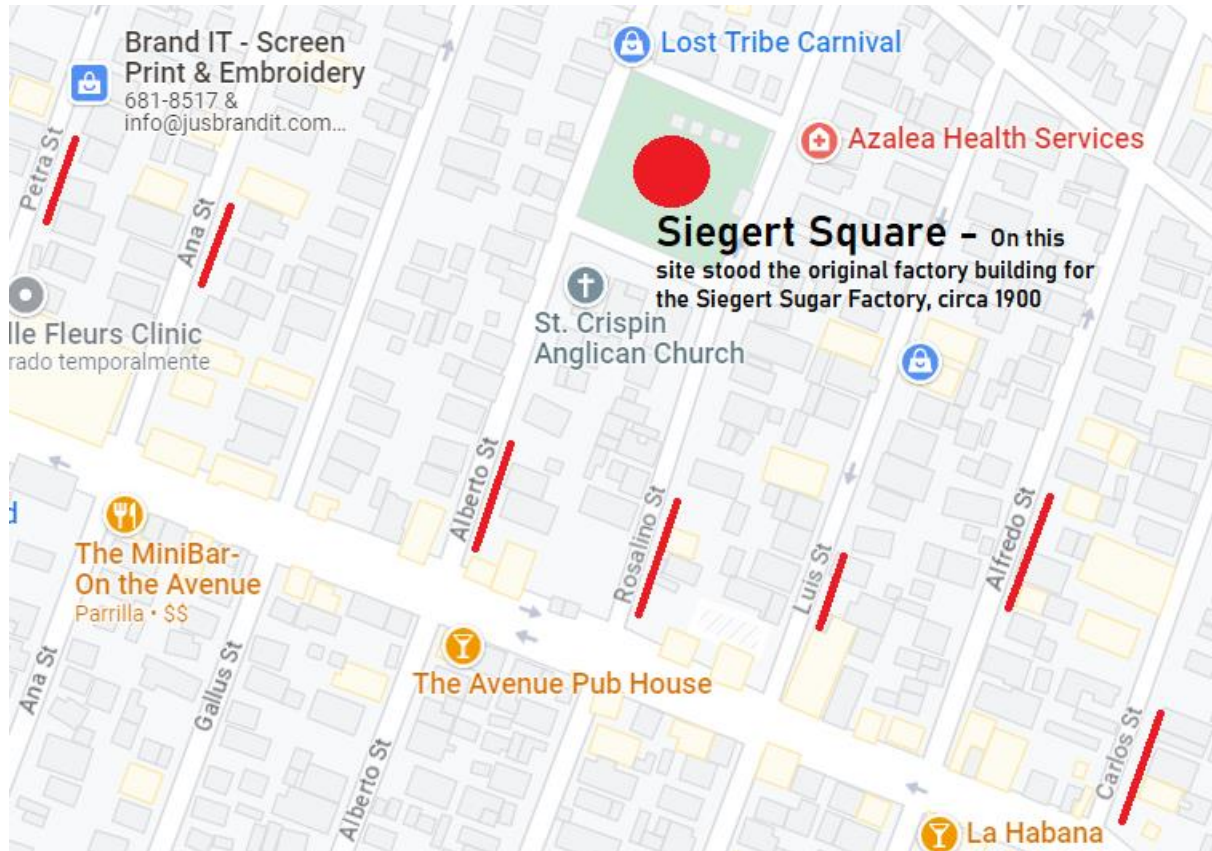 Brand IT - Screen
Print & Embroidery
681-8517 &
info@jusbrandit.com...
Lost Tribe Carnival
Azalea Health Services
Petra St
Ana St
Siegert Square - On this
site stood the original factory building for
the Siegert Sugar Factory, circa 1900
lle Fleurs Clinic
rado temporalmente
St. Crispin
Anglican Church
Alberto St
Rosalino St
Luis St
Alfredo St
d
The MiniBar-
On the Avenue
Parrilla • $$
Ana St
Gallus St
The Avenue Pub House
Alberto St
Carlos St
La Habana